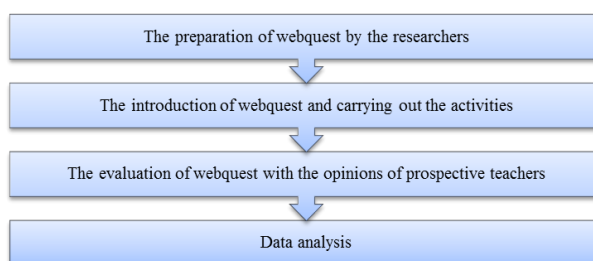 The preparation of webquest by the researchers
The introduction of webquest and carrying out the activities
The evaluation of webquest with the opinions of prospective teachers
Data analysis